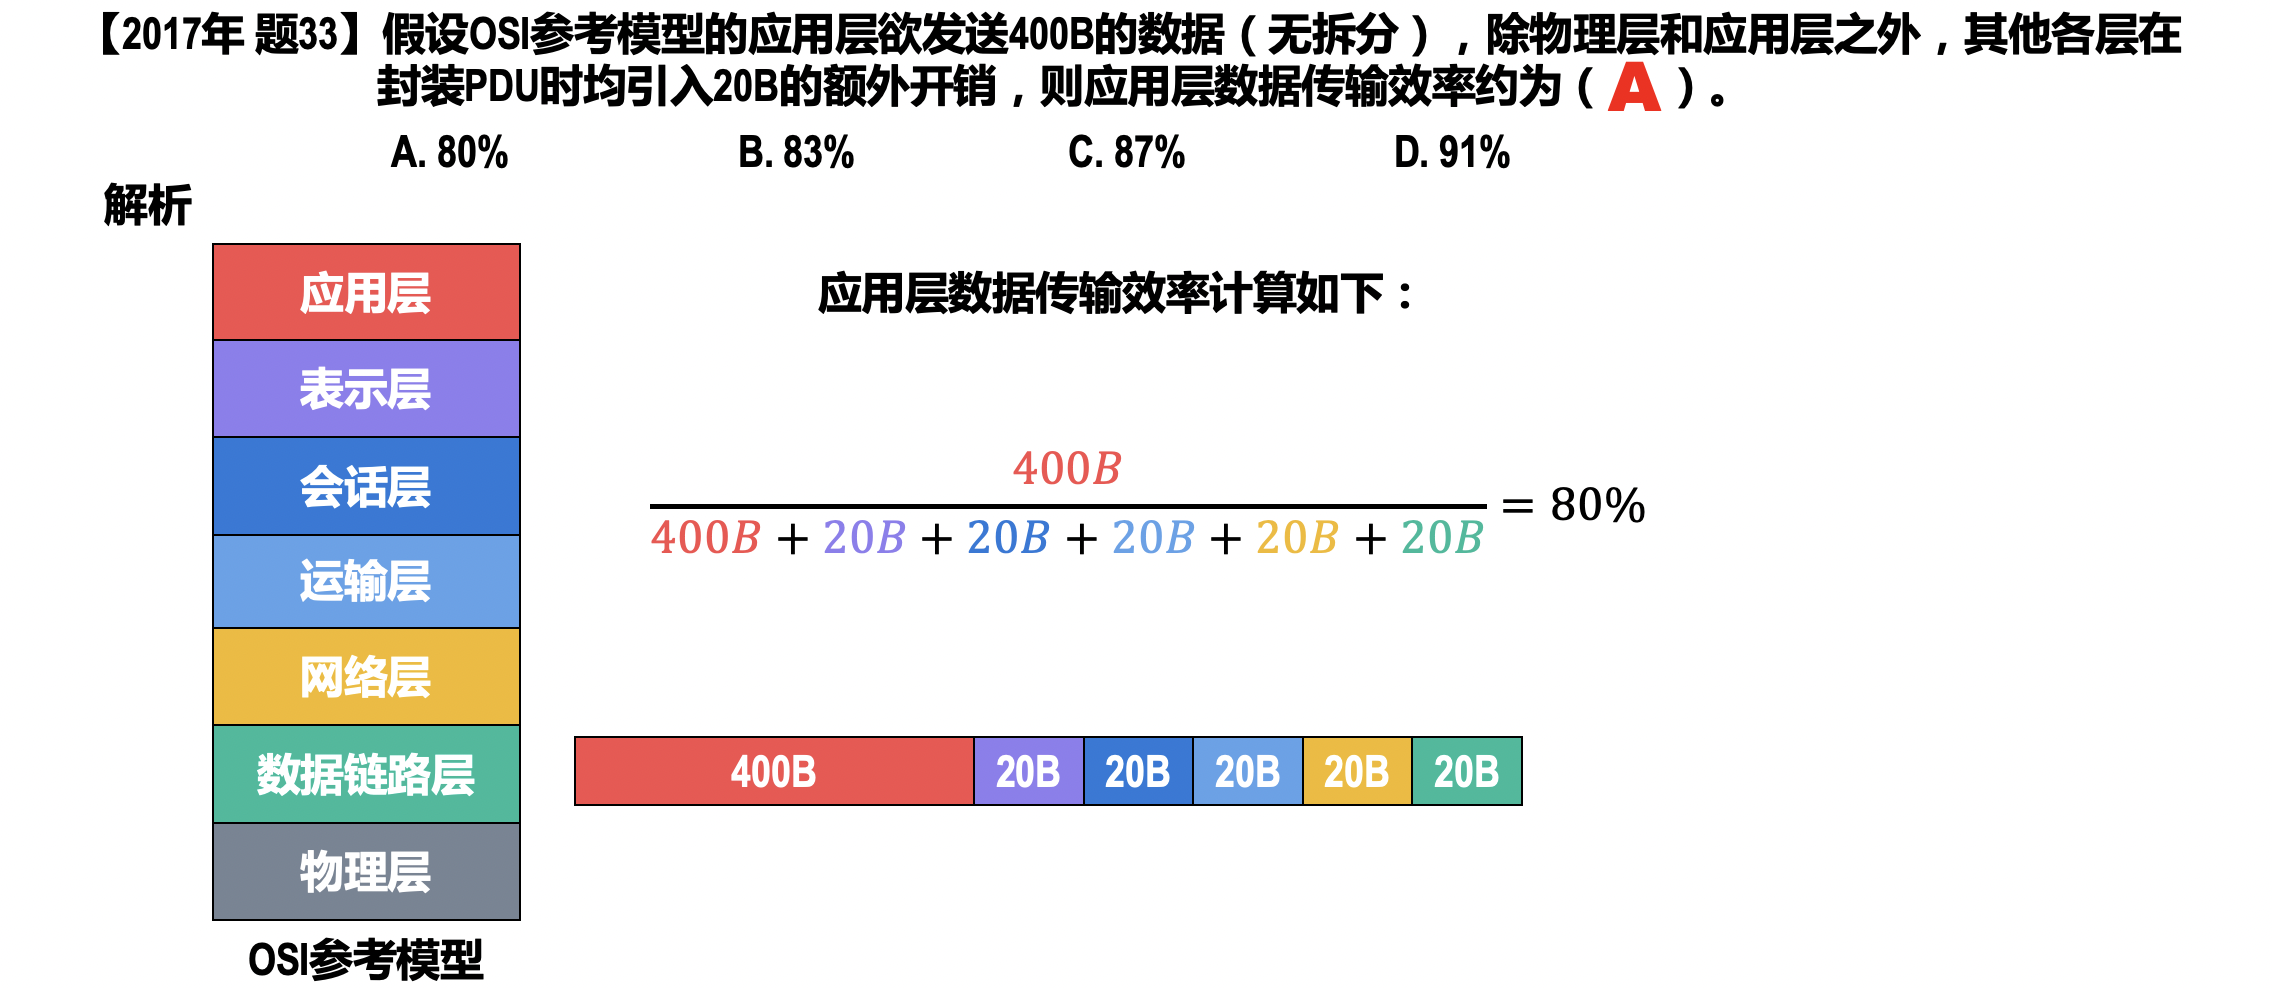 【2017年 题33】假设OSI参考模型的应用层欲发送400B的数据（无拆分），除物理层和应用层之外，其他各层在
封装PDU时均引入20B的额外开销，则应用层数据传输效率约为（A）。
A. 80% B. 83% C. 87% D. 91%
解析
应用层
表示层
会话层
运输层
网络层
数据链路层
物理层
OSI参考模型
应用层数据传输效率计算如下：
400B
400B + 20B + 20B + 20B + 20B + 20B
= 80%
400B 20B 20B 20B 20B 20B